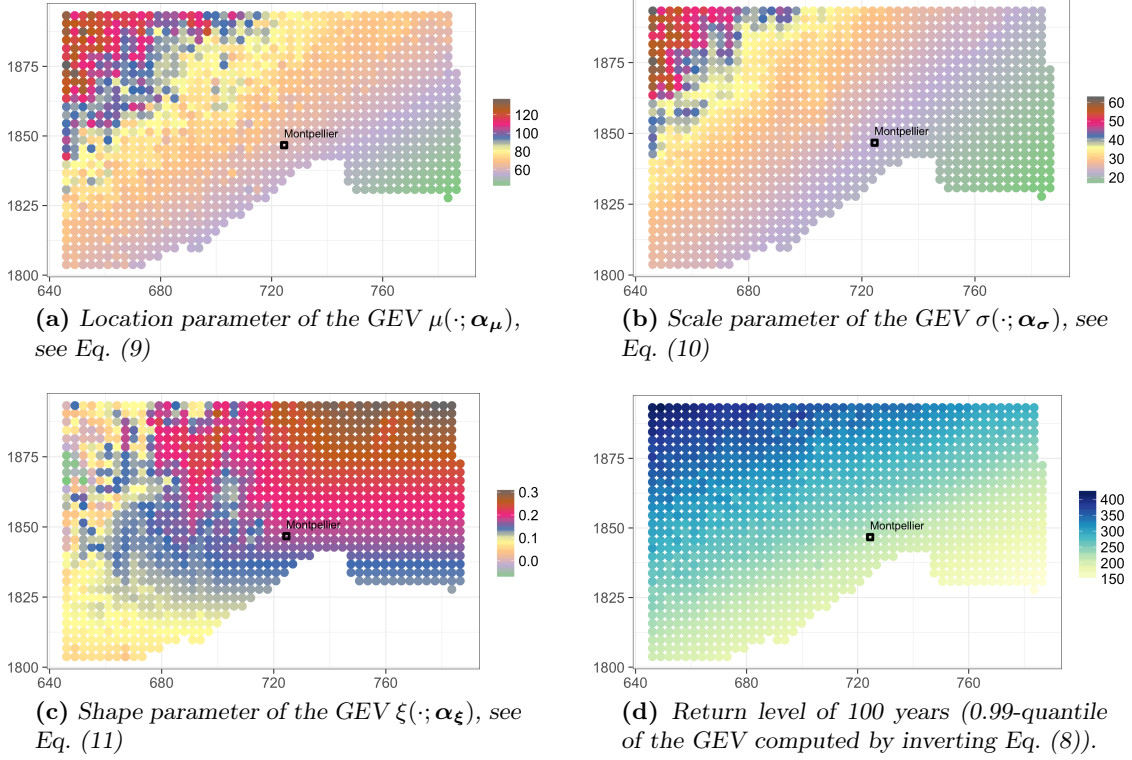 1875
1850
1825
1800
640 680 720 760
Montpellier
120
100
80
60
(a) Location parameter of the GEV μ(·; α_μ),
see Eq. (9)
1875
1850
1825
1800
640 680 720 760
Montpellier
60
50
40
30
20
(b) Scale parameter of the GEV σ(·; α_σ), see
Eq. (10)
1875
1850
1825
1800
640 680 720 760
Montpellier
0.3
0.2
0.1
0.0
(c) Shape parameter of the GEV ξ(·; α_ξ), see
Eq. (11)
1875
1850
1825
1800
640 680 720 760
Montpellier
400
350
300
250
200
150
(d) Return level of 100 years (0.99-quantile
of the GEV computed by inverting Eq. (8)).